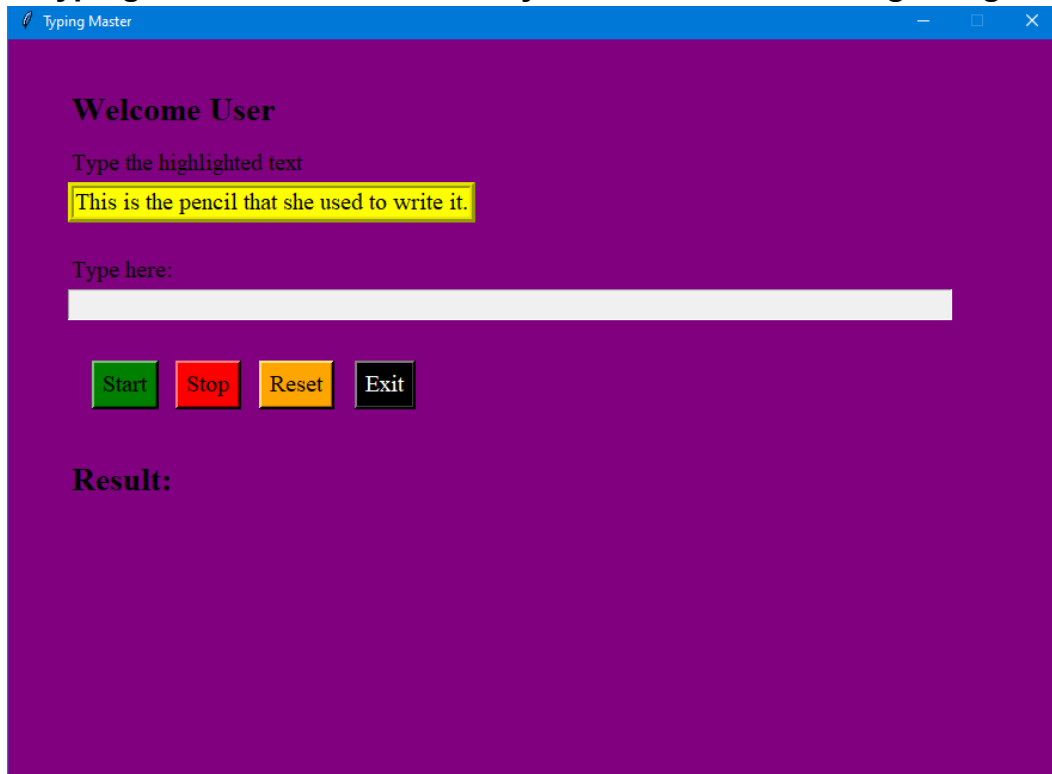 Typing Master
Welcome User
Type the highlighted text
This is the pencil that she used to write it.
Type here:
Start Stop Reset Exit
Result: